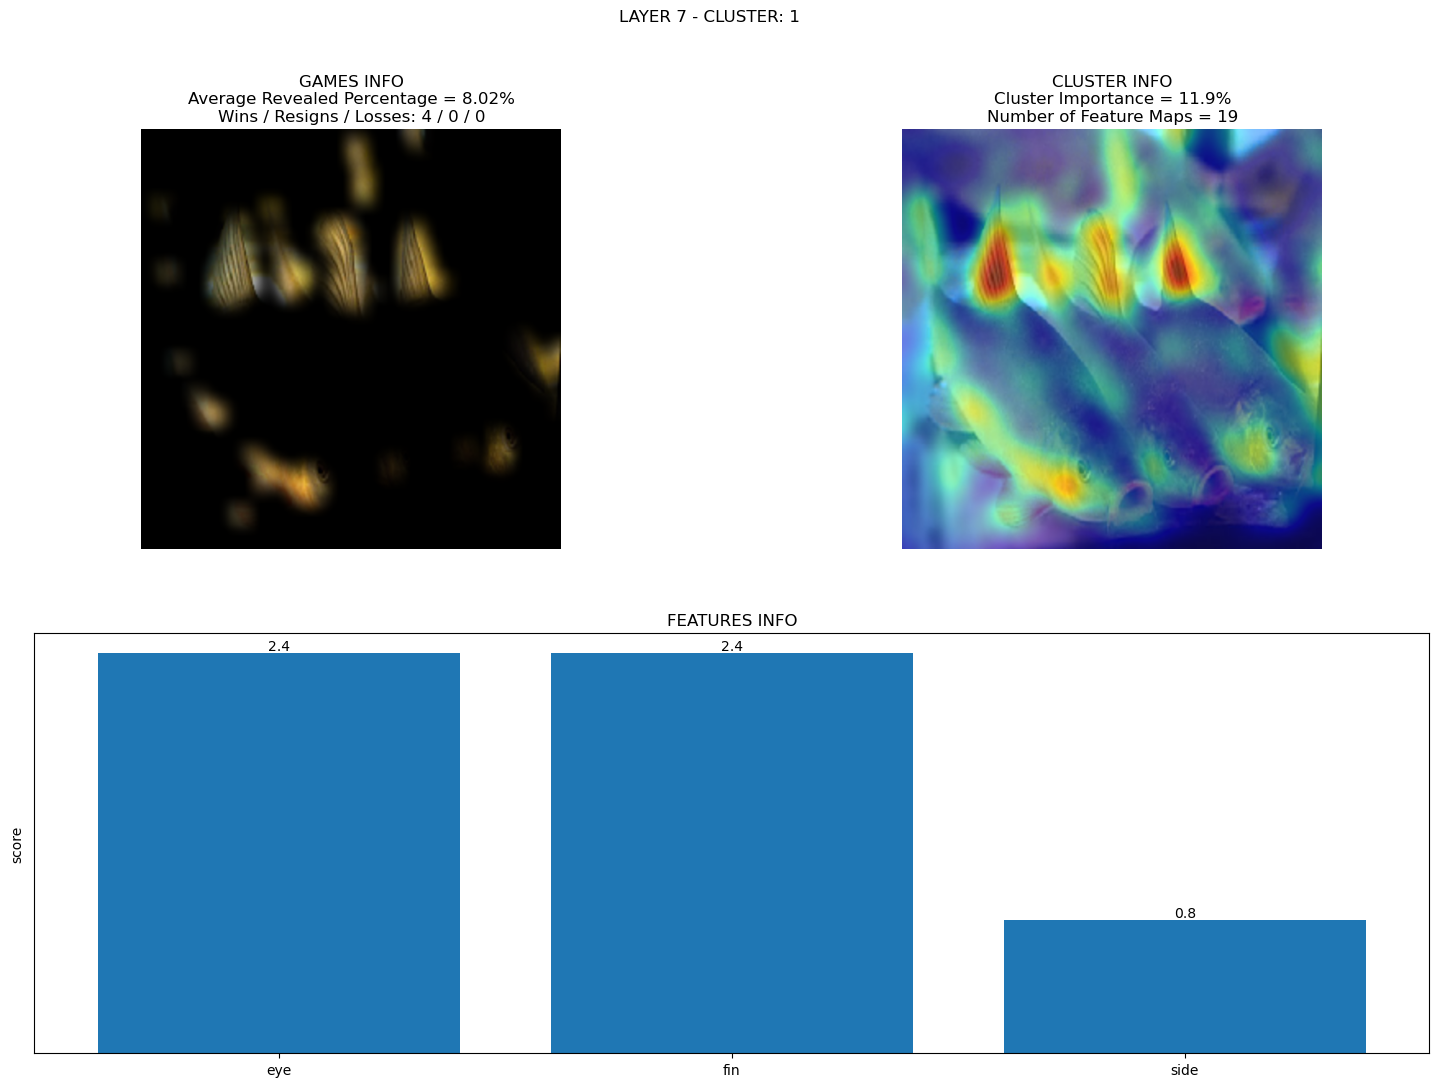 LAYER 7 - CLUSTER: 1
GAMES INFO
Average Revealed Percentage = 8.02%
Wins / Resigns / Losses: 4 / 0 / 0
CLUSTER INFO
Cluster Importance = 11.9%
Number of Feature Maps = 19
FEATURES INFO
2.4
2.4
0.8
score
eye
fin
side